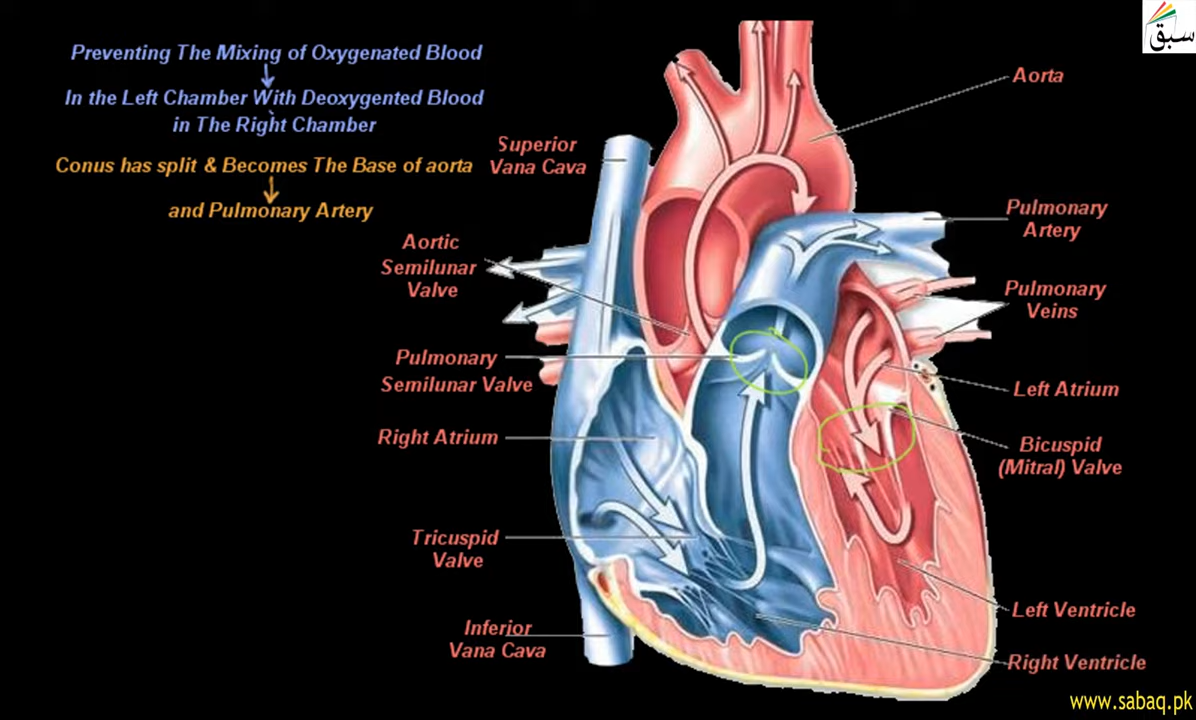 سبق
Preventing The Mixing of Oxygenated Blood
In the Left Chamber With Deoxygented Blood
in The Right Chamber
Conus has split & Becomes The Base of aorta
and Pulmonary Artery
Superior
Vana Cava
Aortic
Semilunar
Valve
Pulmonary
Semilunar Valve
Right Atrium
Tricuspid
Valve
Inferior
Vana Cava
Aorta
Pulmonary
Artery
Pulmonary
Veins
Left Atrium
Bicuspid
(Mitral) Valve
Left Ventricle
Right Ventricle
www.sabaq.pk